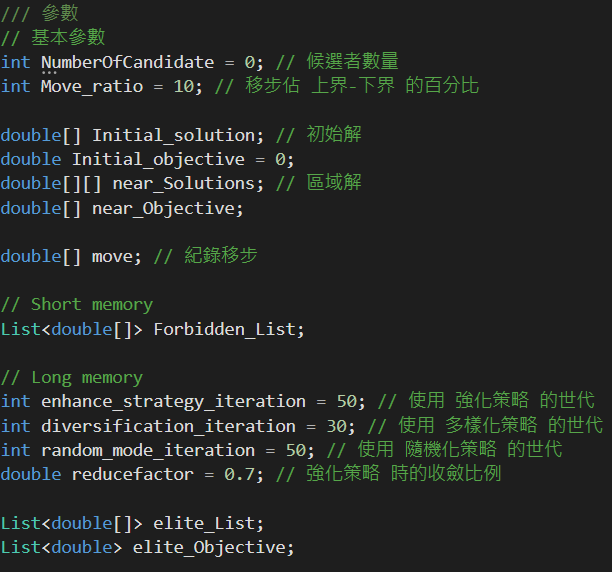 /// 參數
// 基本參數
int NumberOfCandidate = 0; // 候選者數量
int Move_ratio = 10; // 移步佔 上界-下界 的百分比
double[] Initial_solution; // 初始解
double Initial_objective = 0;
double[][] near_Solutions; // 區域解
double[] near_Objective;
double[] move; // 紀錄移步
// Short memory
List<double[]> Forbidden_List;
// Long memory
int enhance_strategy_iteration = 50; // 使用 強化策略 的世代
int diversification_iteration = 30; // 使用 多樣化策略 的世代
int random_mode_iteration = 50; // 使用 隨機化策略 的世代
double reducefactor = 0.7; // 強化策略 時的收斂比例
List<double[]> elite_List;
List<double> elite_Objective;